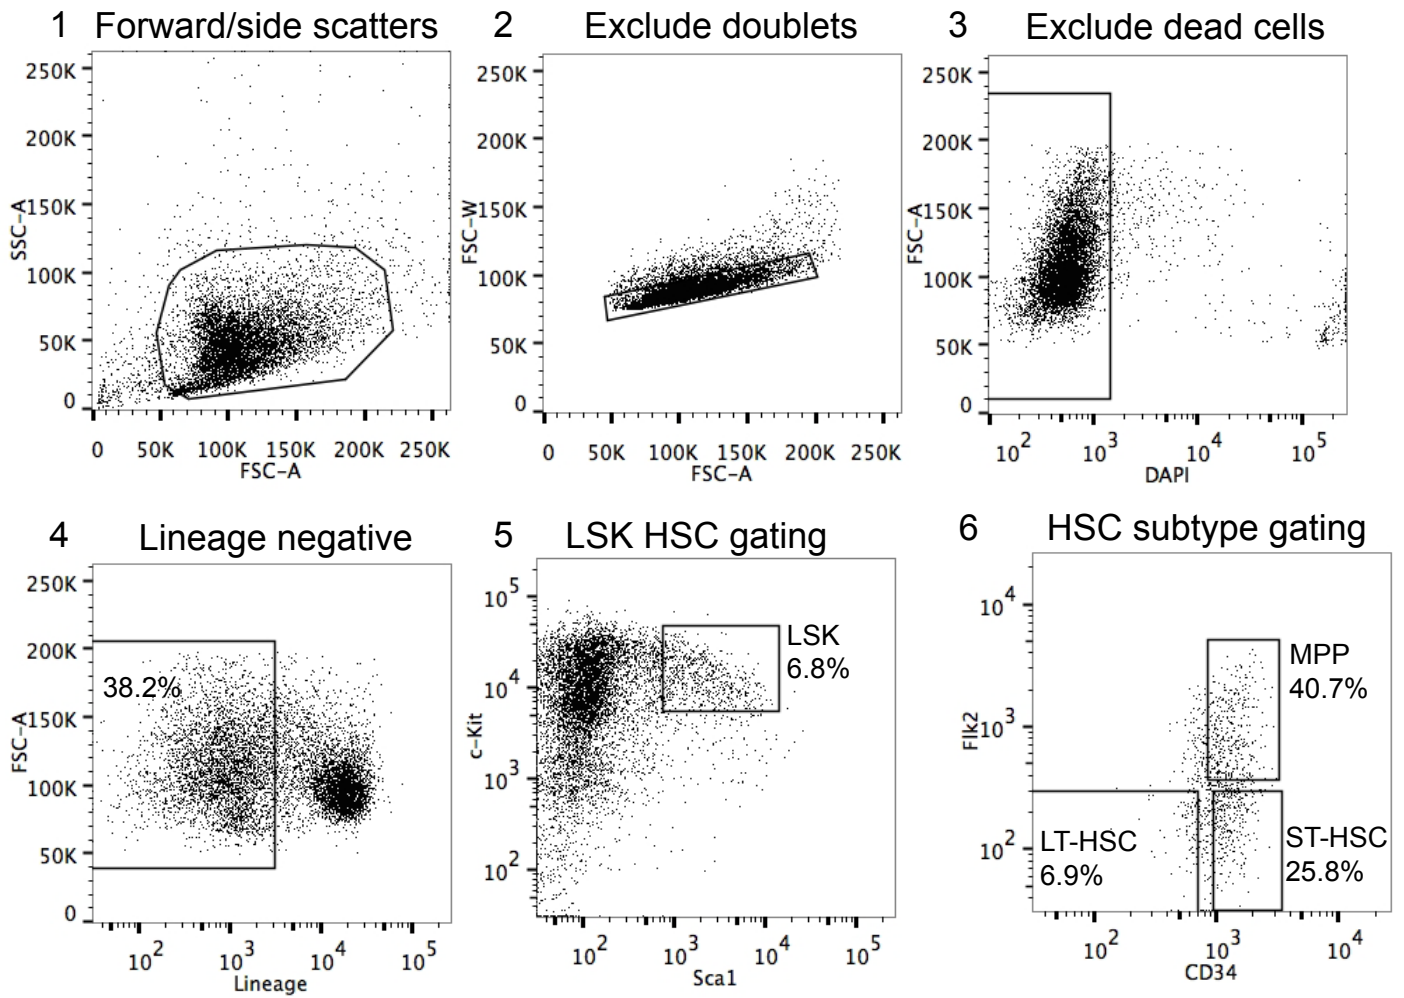 1 Forward/side scatters
250K
200K
150K
100K
50K
0
SSC-A
0 50K 100K 150K 200K 250K
FSC-A
2 Exclude doublets
250K
200K
150K
100K
50K
0
FSC-W
0 50K 100K 150K 200K 250K
FSC-A
3 Exclude dead cells
250K
200K
150K
100K
50K
0
FSC-A
10^2 10^3 10^4 10^5
DAPI
4 Lineage negative
250K
200K
150K
100K
50K
0
FSC-A
38.2%
10^2 10^3 10^4 10^5
Lineage
5 LSK HSC gating
10^5
10^4
10^3
10^2
c-Kit
LSK
6.8%
10^2 10^3 10^4 10^5
Sca1
6 HSC subtype gating
10^4
10^3
10^2
Flk2
MPP
40.7%
LT-HSC
6.9%
ST-HSC
25.8%
10^2 10^3 10^4
CD34